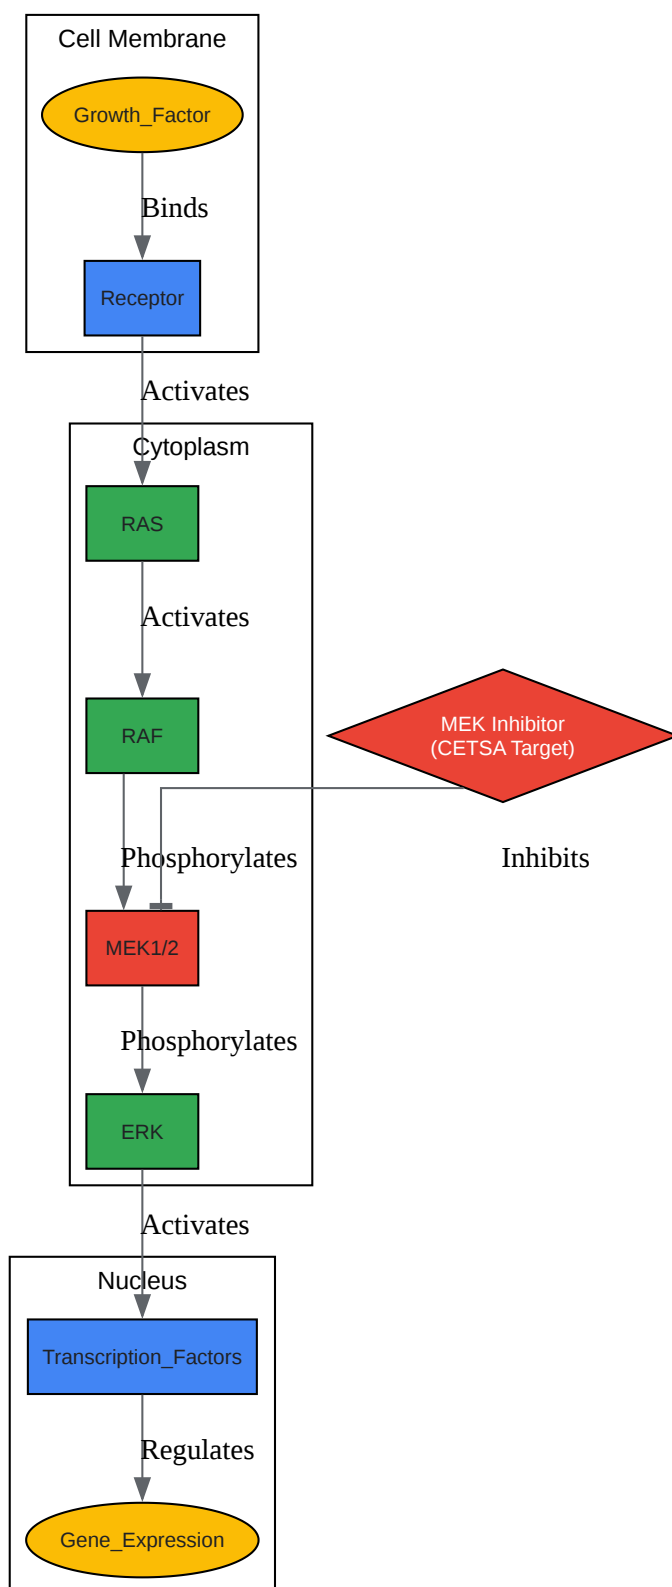 Cell Membrane
Growth_Factor
Binds
Receptor
Activates
Cytoplasm
RAS
Activates
RAF
MEK Inhibitor
(CETSA Target)
Phosphorylates
Inhibits
MEK1/2
Phosphorylates
ERK
Activates
Nucleus
Transcription_Factors
Regulates
Gene_Expression